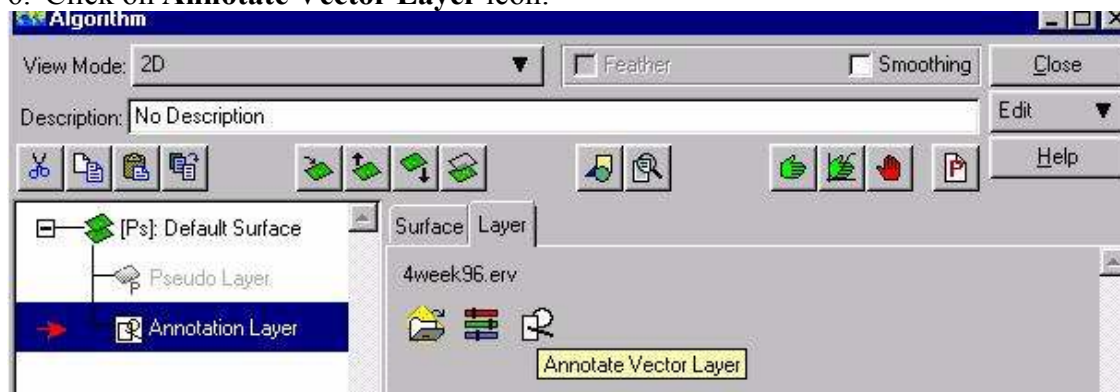 6. Click on Annotate Vector Layer icon.
Algorithm
View Mode: 2D Feather Smoothing Close
Description: No Description Edit
Help
[Ps]: Default Surface Surface Layer
Pseudo Layer 4week96.erv
Annotation Layer
Annotate Vector Layer